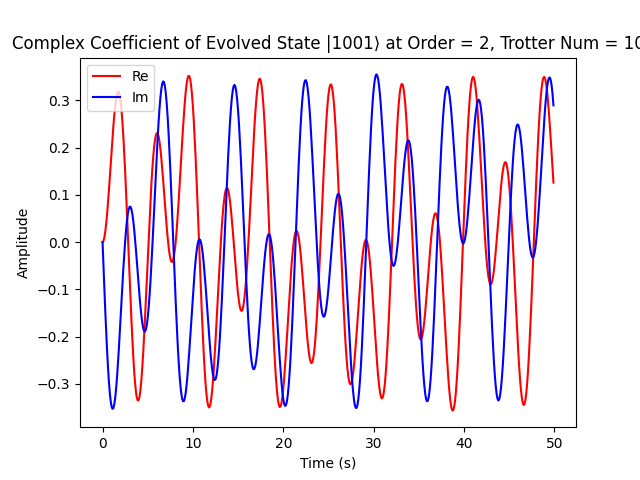 Complex Coefficient of Evolved State |1001⟩ at Order = 2, Trotter Num = 10
Re
Im
Amplitude
0.3
0.2
0.1
0.0
−0.1
−0.2
−0.3
0 10 20 30 40 50
Time (s)